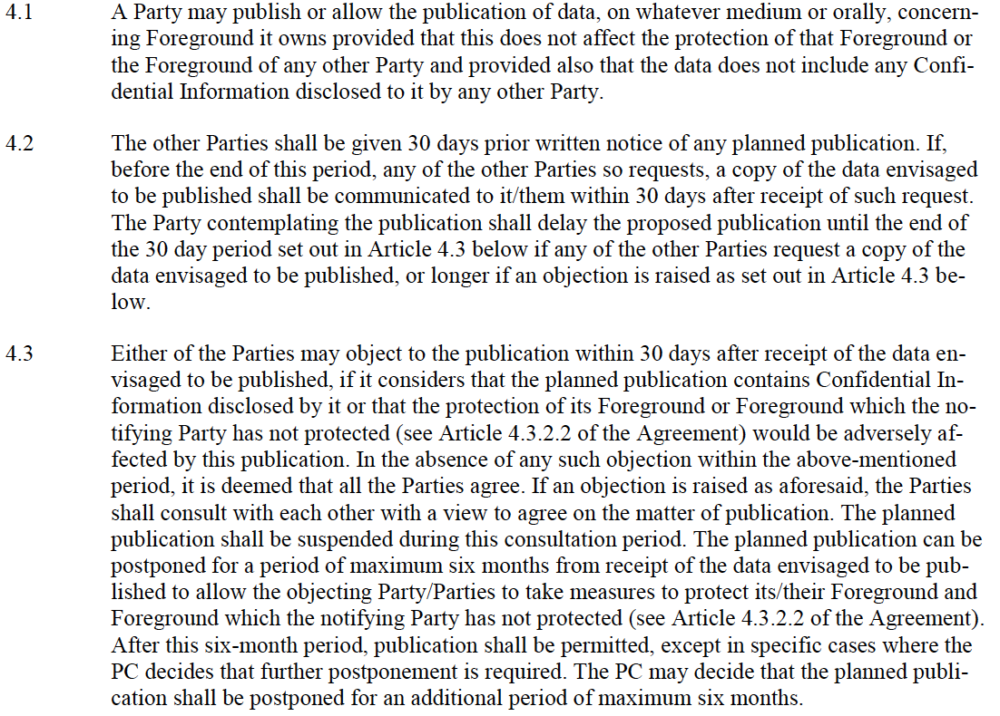 4.1 A Party may publish or allow the publication of data, on whatever medium or orally, concern-
ing Foreground it owns provided that this does not affect the protection of that Foreground or
the Foreground of any other Party and provided also that the data does not include any Confi-
dential Information disclosed to it by any other Party.
4.2 The other Parties shall be given 30 days prior written notice of any planned publication. If,
before the end of this period, any of the other Parties so requests, a copy of the data envisaged
to be published shall be communicated to it/them within 30 days after receipt of such request.
The Party contemplating the publication shall delay the proposed publication until the end of
the 30 day period set out in Article 4.3 below if any of the other Parties request a copy of the
data envisaged to be published, or longer if an objection is raised as set out in Article 4.3 be-
low.
4.3 Either of the Parties may object to the publication within 30 days after receipt of the data en-
visaged to be published, if it considers that the planned publication contains Confidential In-
formation disclosed by it or that the protection of its Foreground or Foreground which the no-
tifying Party has not protected (see Article 4.3.2.2 of the Agreement) would be adversely af-
fected by this publication. In the absence of any such objection within the above-mentioned
period, it is deemed that all the Parties agree. If an objection is raised as aforesaid, the Parties
shall consult with each other with a view to agree on the matter of publication. The planned
publication shall be suspended during this consultation period. The planned publication can be
postponed for a period of maximum six months from receipt of the data envisaged to be pub-
lished to allow the objecting Party/Parties to take measures to protect its/their Foreground and
Foreground which the notifying Party has not protected (see Article 4.3.2.2 of the Agreement).
After this six-month period, publication shall be permitted, except in specific cases where the
PC decides that further postponement is required. The PC may decide that the planned publi-
cation shall be postponed for an additional period of maximum six months.